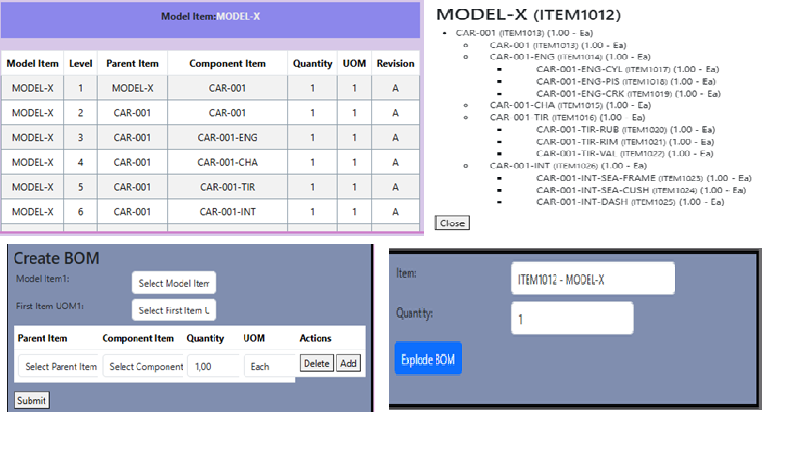 Model Item:MODEL-X
Model Item Level Parent Item Component Item Quantity UOM Revision
MODEL-X 1 MODEL-X CAR-001 1 1 A
MODEL-X 2 CAR-001 CAR-001 1 1 A
MODEL-X 3 CAR-001 CAR-001-ENG 1 1 A
MODEL-X 4 CAR-001 CAR-001-CHA 1 1 A
MODEL-X 5 CAR-001 CAR-001-TIR 1 1 A
MODEL-X 6 CAR-001 CAR-001-INT 1 1 A
MODEL-X (ITEM1012)
CAR-001 (ITEM1013) (1.00 - Ea)
CAR-001 (ITEM1013) (1.00 - Ea)
CAR-001-ENG (ITEM1014) (1.00 - Ea)
CAR-001-ENG-CYL (ITEM1017) (1.00 - Ea)
CAR-001-ENG-PIS (ITEM1018) (1.00 - Ea)
CAR-001-ENG-CRK (ITEM1019) (1.00 - Ea)
CAR-001-CHA (ITEM1015) (1.00 - Ea)
CAR-001-TIR (ITEM1016) (1.00 - Ea)
CAR-001-TIR-RUB (ITEM1020) (1.00 - Ea)
CAR-001-TIR-RIM (ITEM1021) (1.00 - Ea)
CAR-001-TIR-VAL (ITEM1022) (1.00 - Ea)
CAR-001-INT (ITEM1026) (1.00 - Ea)
CAR-001-INT-SEA-FRAME (ITEM1023) (1.00 - Ea)
CAR-001-INT-SEA-CUSH (ITEM1024) (1.00 - Ea)
CAR-001-INT-DASH (ITEM1025) (1.00 - Ea)
Close
Create BOM
Model Item1: Select Model Item
First Item UOM1: Select First Item U
Parent Item Component Item Quantity UOM Actions
Select Parent Item Select Component 1,00 Each Delete Add
Submit
Item: ITEM1012 - MODEL-X
Quantity: 1
Explode BOM